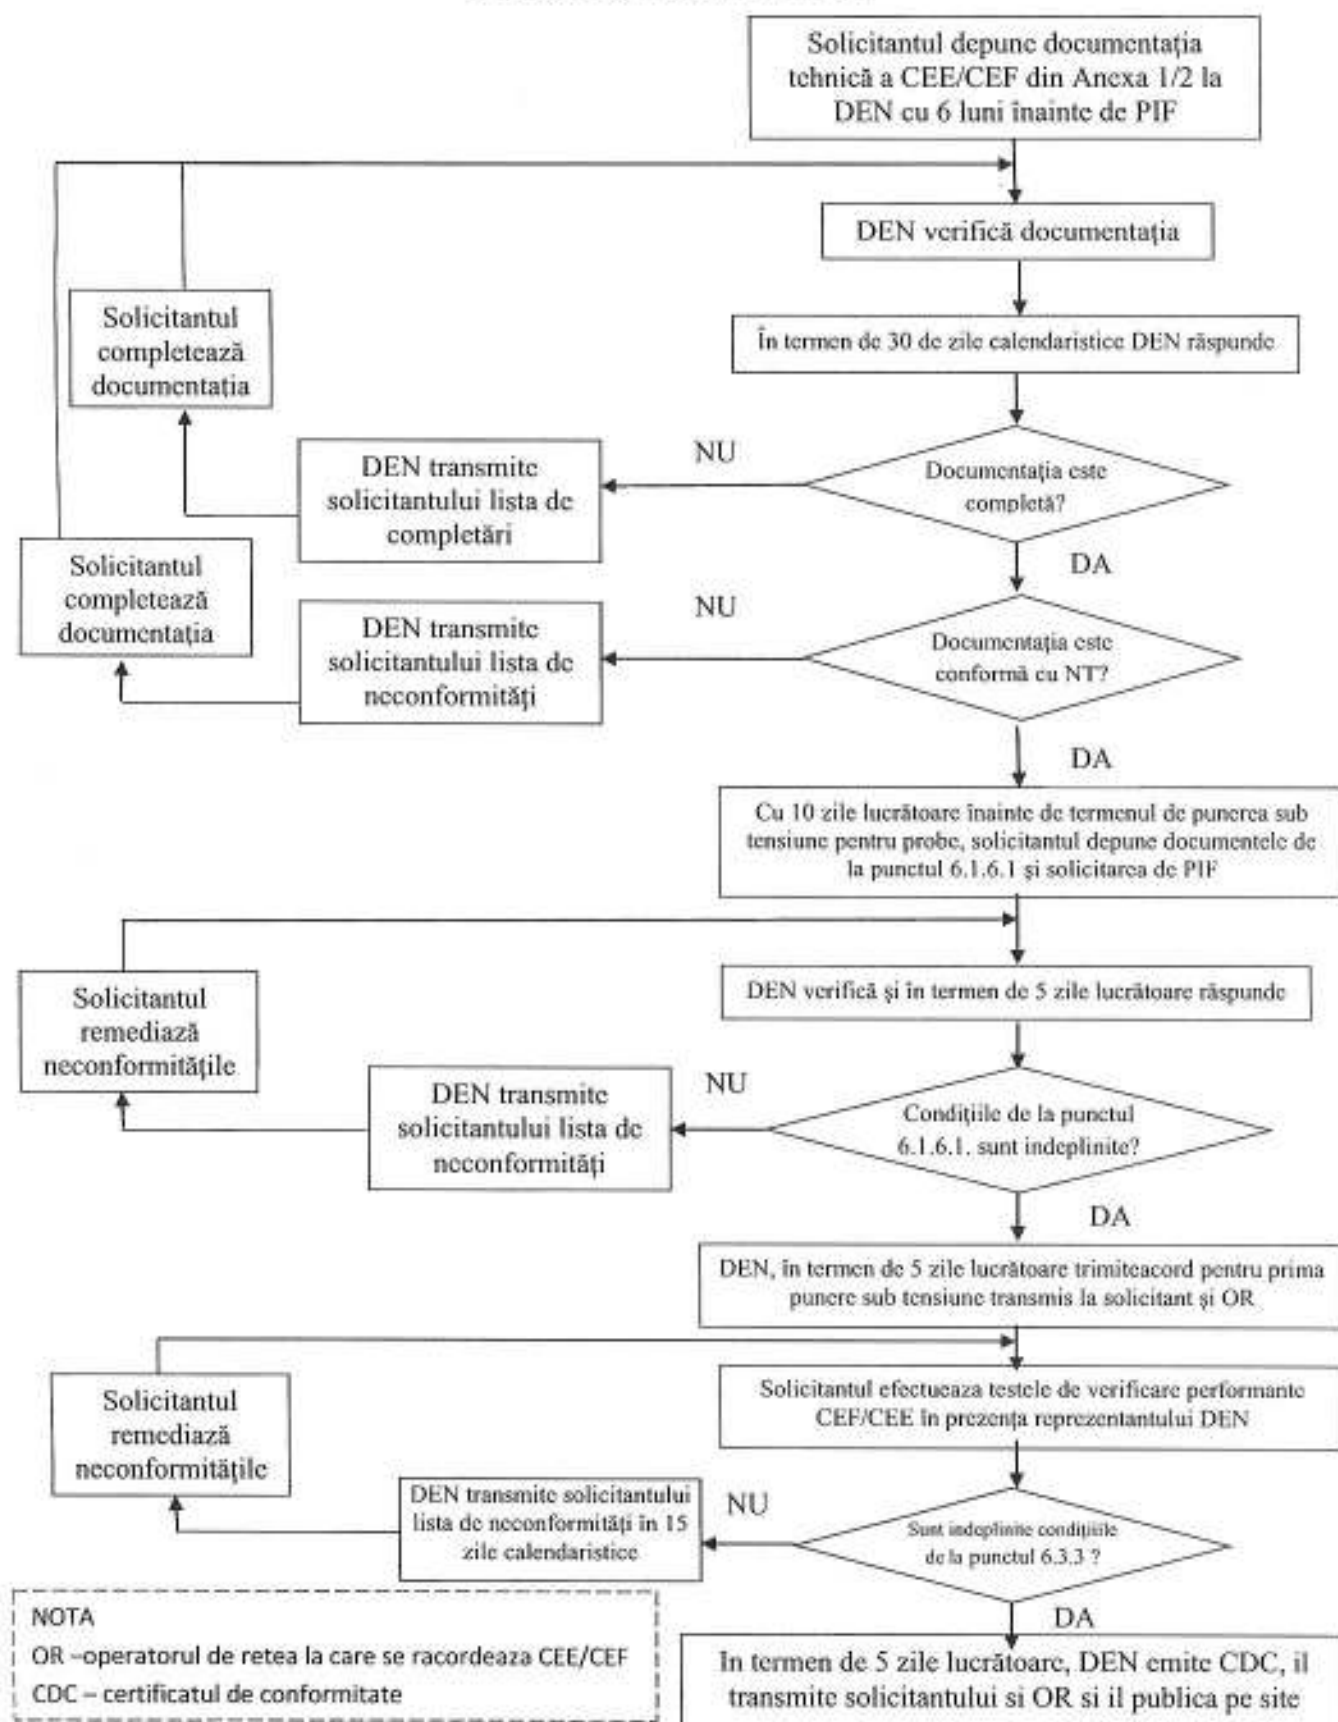 Solicitantul depune documentația
tehnică a CEE/CEF din Anexa 1/2 la
DEN cu 6 luni înainte de PIF
DEN verifică documentația
În termen de 30 de zile calendaristice DEN răspunde
Solicitantul
completează
documentația
DEN transmite
solicitantului lista de
completări
NU
Documentația este
completă?
DA
Solicitantul
completează
documentația
DEN transmite
solicitantului lista de
neconformități
NU
Documentația este
conformă cu NT?
DA
Cu 10 zile lucrătoare înainte de termenul de punerea sub
tensiune pentru probe, solicitantul depune documentele de
la punctul 6.1.6.1 și solicitarea de PIF
DEN verifică și în termen de 5 zile lucrătoare răspunde
Solicitantul
remediază
neconformitățile
DEN transmite
solicitantului lista de
neconformități
NU
Condițiile de la punctul
6.1.6.1. sunt indeplinite?
DA
DEN, în termen de 5 zile lucrătoare trimiteacord pentru prima
punere sub tensiune transmis la solicitant și OR
Solicitantul efectueaza testele de verificare performante
CEF/CEE în prezența reprezentantului DEN
Solicitantul
remediază
neconformitățile
DEN transmite solicitantului
lista de neconformități în 15
zile calendaristice
NU
Sunt indeplinite condițiile
de la punctul 6.3.3 ?
DA
In termen de 5 zile lucrătoare, DEN emite CDC, il
transmite solicitantului si OR si il publica pe site
NOTA
OR –operatorul de retea la care se racordeaza CEE/CEF
CDC – certificatul de conformitate